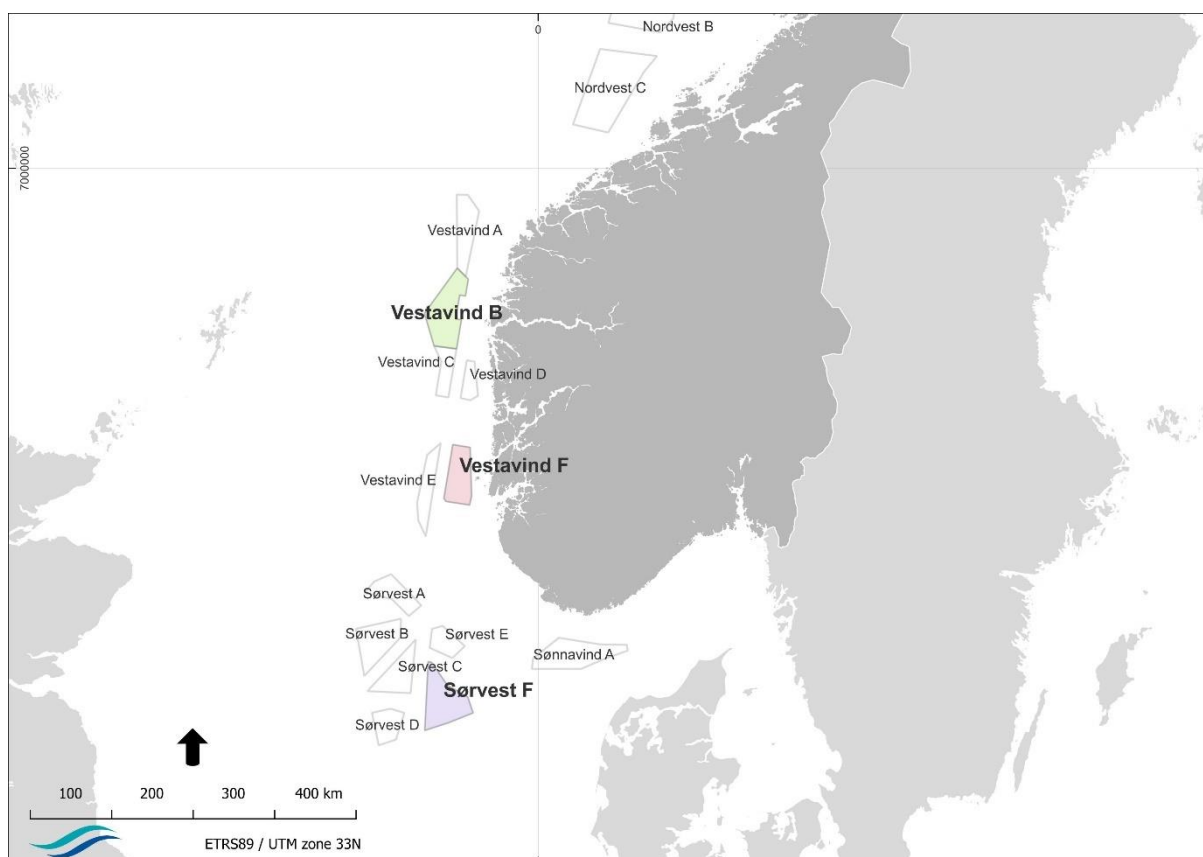 0
Nordvest B
Nordvest C
7000000
Vestavind A
Vestavind B
Vestavind C
Vestavind D
Vestavind F
Vestavind E
Sørvest A
Sørvest B
Sørvest E
Sønnavind A
Sørvest C
Sørvest F
Sørvest D
100 200 300 400 km
ETRS89 / UTM zone 33N